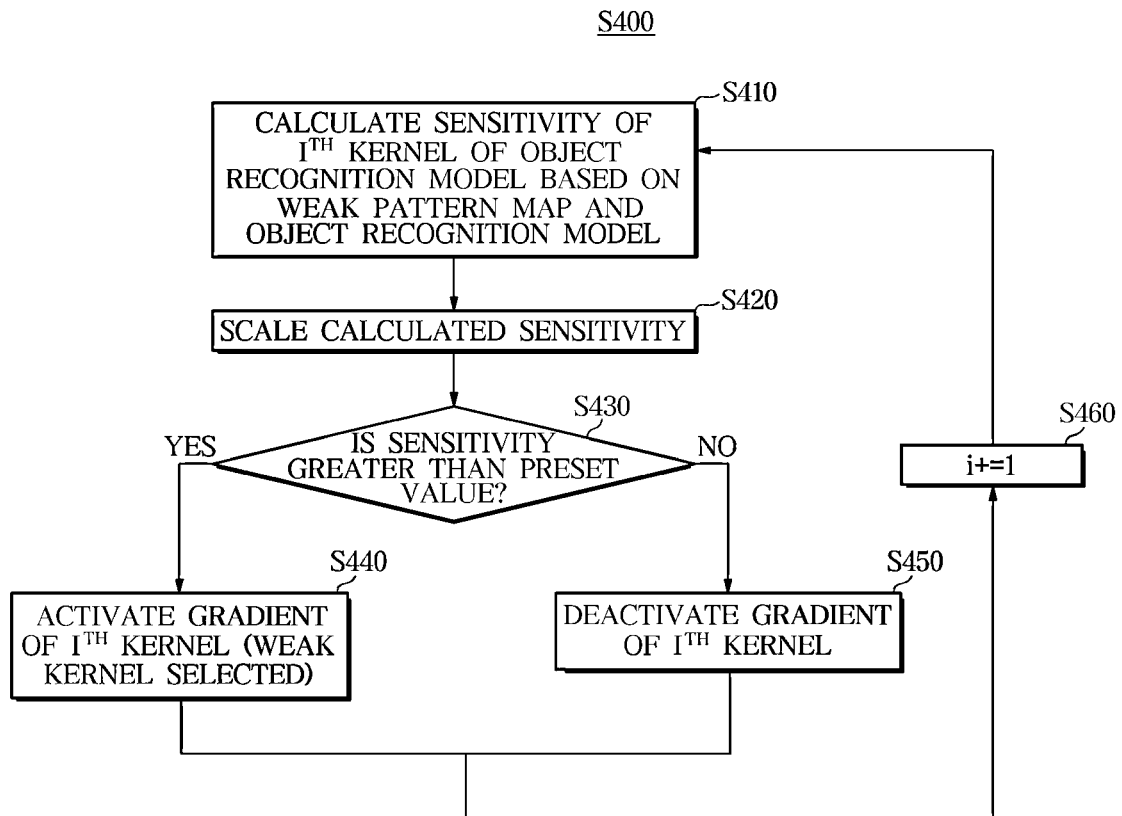 S400
S410
CALCULATE SENSITIVITY OF
I^TH KERNEL OF OBJECT
RECOGNITION MODEL BASED ON
WEAK PATTERN MAP AND
OBJECT RECOGNITION MODEL
S420
SCALE CALCULATED SENSITIVITY
S430
YES
IS SENSITIVITY
GREATER THAN PRESET
VALUE?
NO
S460
i+=1
S440
ACTIVATE GRADIENT
OF I^TH KERNEL (WEAK
KERNEL SELECTED)
S450
DEACTIVATE GRADIENT
OF I^TH KERNEL